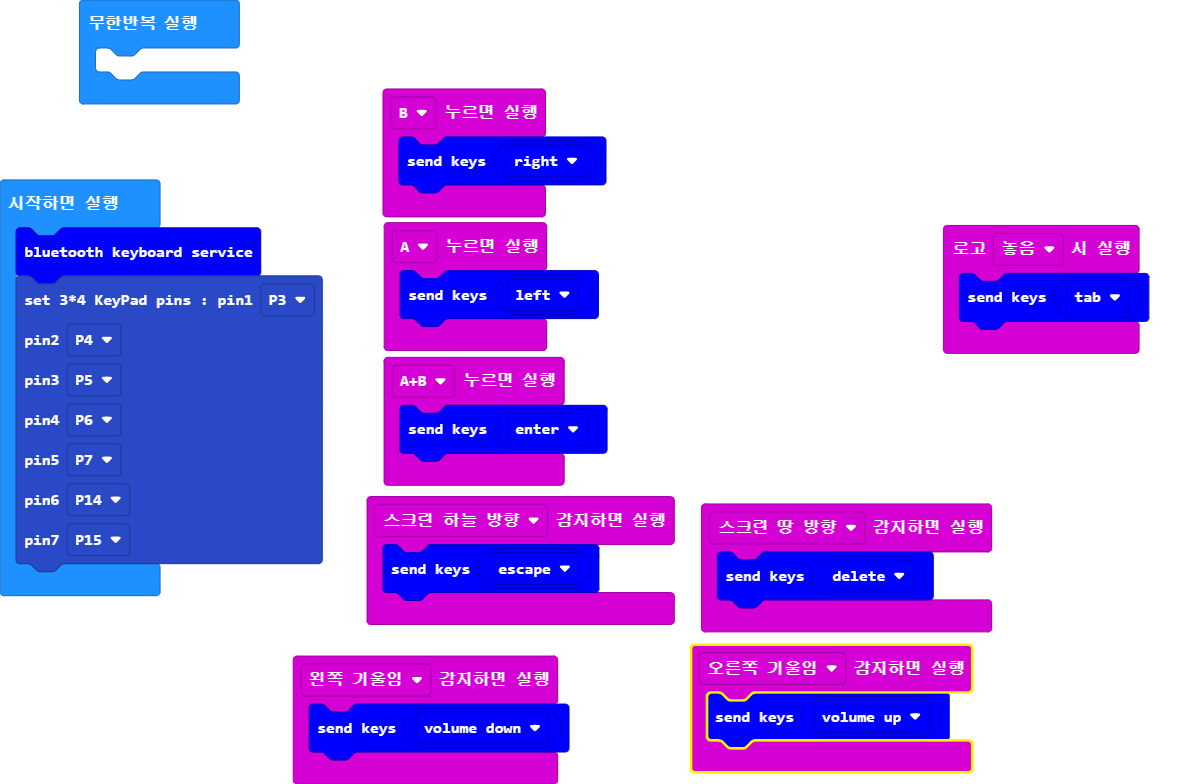 무한반복 실행
시작하면 실행
bluetooth keyboard service
set 3*4 KeyPad pins : pin1 P3
pin2 P4
pin3 P5
pin4 P6
pin5 P7
pin6 P14
pin7 P15
B 누르면 실행
send keys right
A 누르면 실행
send keys left
A+B 누르면 실행
send keys enter
로고 놓음 시 실행
send keys tab
스크린 하늘 방향 감지하면 실행
send keys escape
스크린 땅 방향 감지하면 실행
send keys delete
왼쪽 기울임 감지하면 실행
send keys volume down
오른쪽 기울임 감지하면 실행
send keys volume up